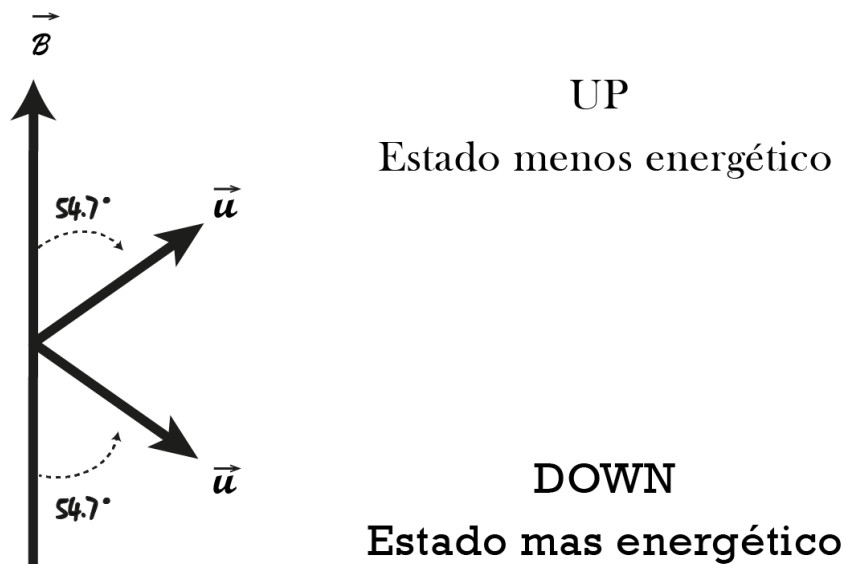 B
UP
Estado menos energético
54.7°
u
u
54.7°
DOWN
Estado mas energético